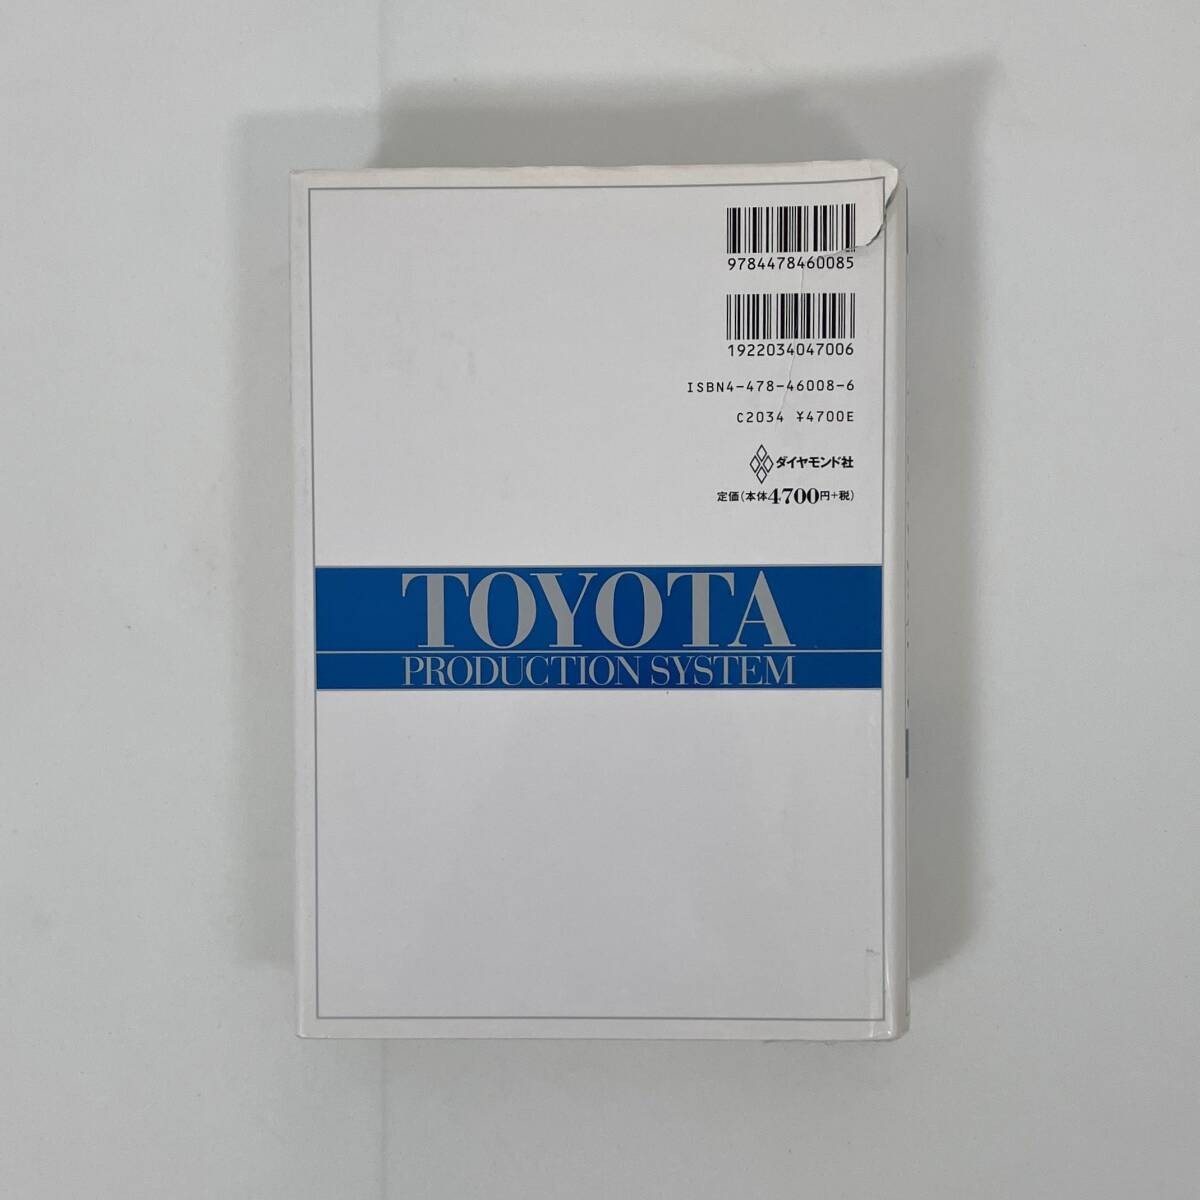 9784478460085
1922034047006
ISBN4-478-46008-6
C2034 ¥4700E
ダイヤモンド社
定価(本体4700円+税)
TOYOTA
PRODUCTION SYSTEM